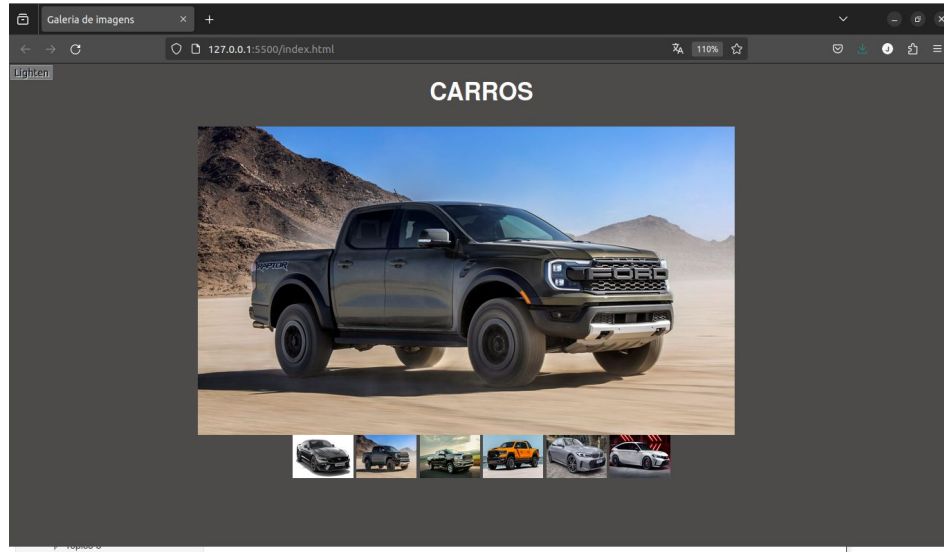 Galeria de imagens
127.0.0.1:5500/index.html
110%
J
Lighten
CARROS
RAPTOR
FORD